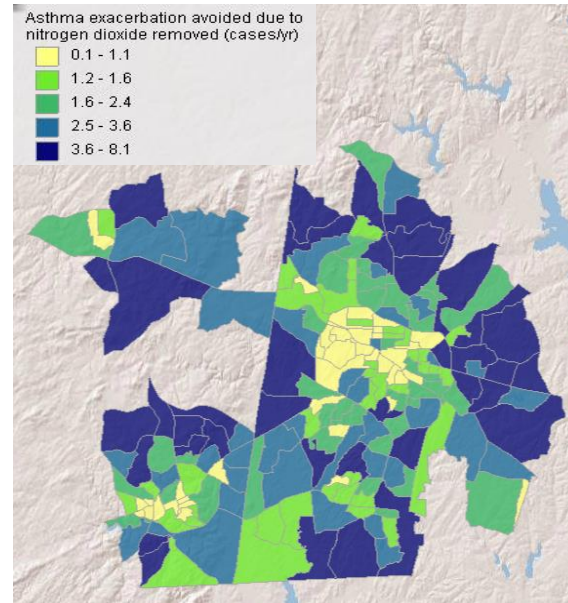 Asthma exacerbation avoided due to
nitrogen dioxide removed (cases/yr)
0.1 - 1.1
1.2 - 1.6
1.6 - 2.4
2.5 - 3.6
3.6 - 8.1